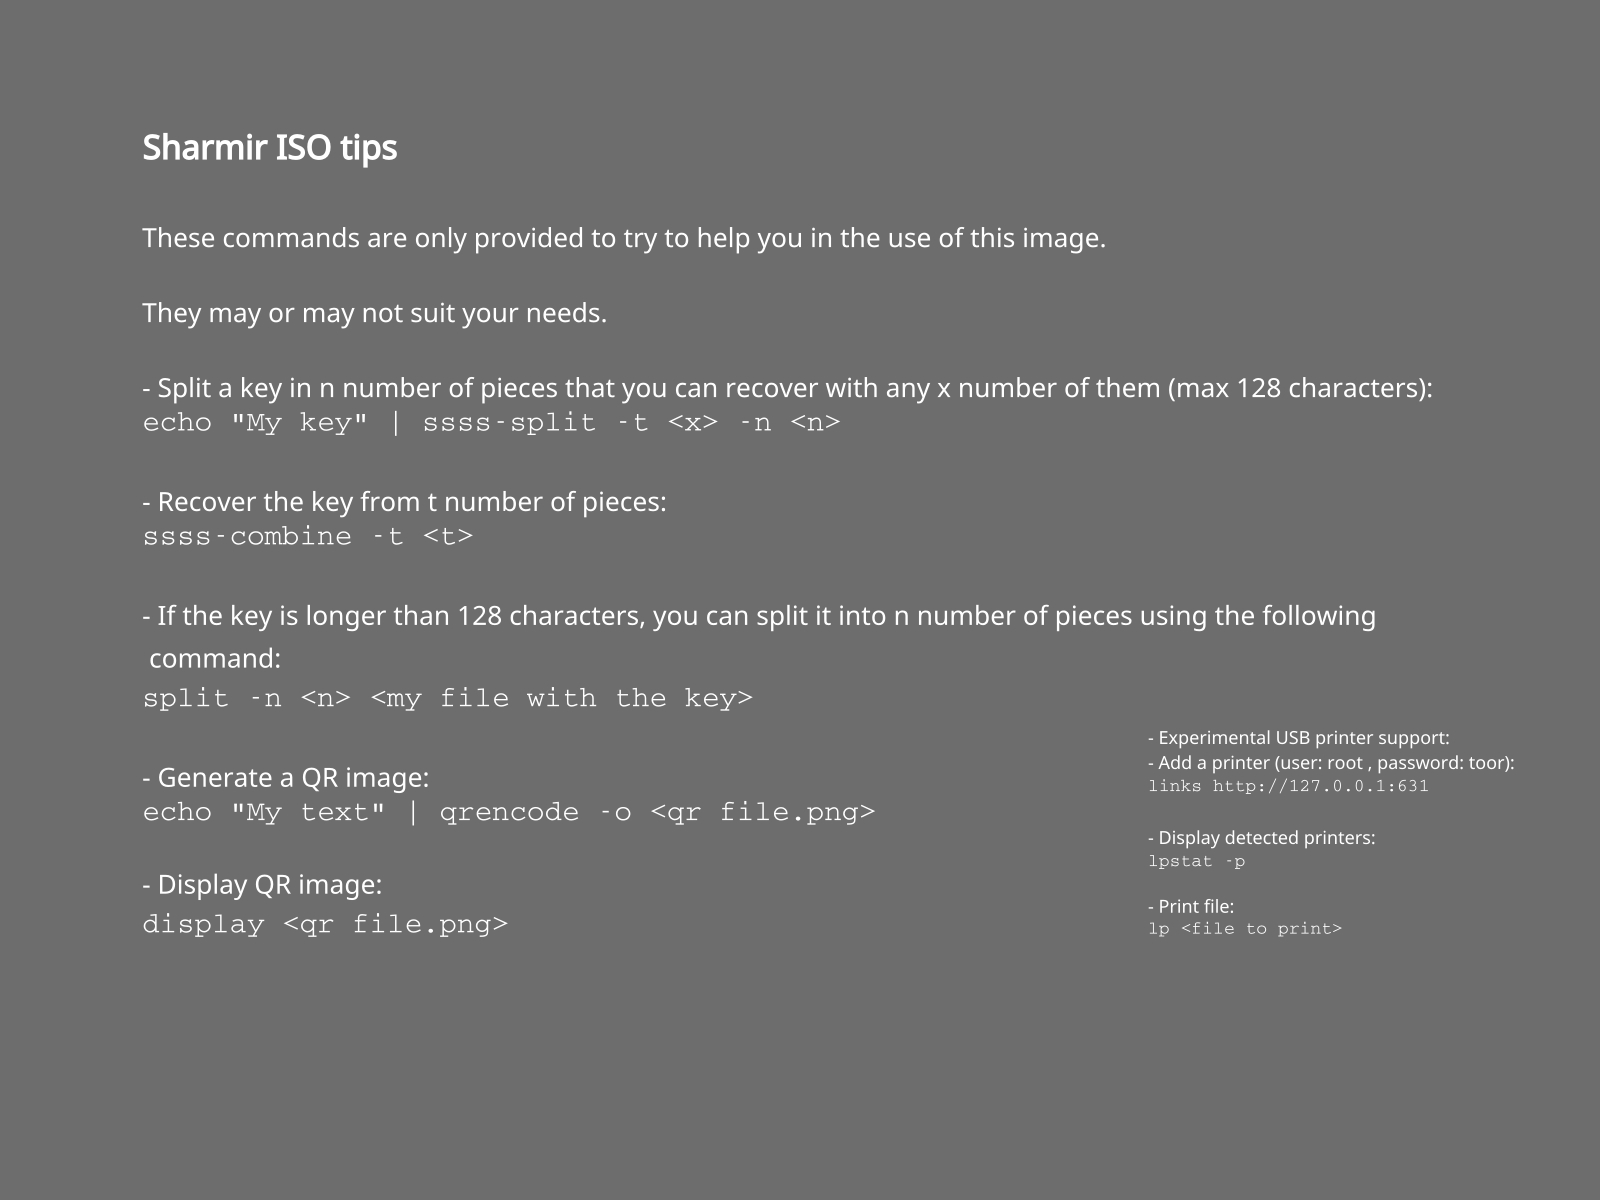 Sharmir ISO tips
These commands are only provided to try to help you in the use of this image.
They may or may not suit your needs.
- Split a key in n number of pieces that you can recover with any x number of them (max 128 characters):
echo "My key" | ssss-split -t <x> -n <n>
- Recover the key from t number of pieces:
ssss-combine -t <t>
- If the key is longer than 128 characters, you can split it into n number of pieces using the following
command:
split -n <n> <my file with the key>
- Generate a QR image:
echo "My text" | qrencode -o <qr file.png>
- Display QR image:
display <qr file.png>
- Experimental USB printer support:
- Add a printer (user: root , password: toor):
links http://127.0.0.1:631
- Display detected printers:
lpstat -p
- Print file:
lp <file to print>